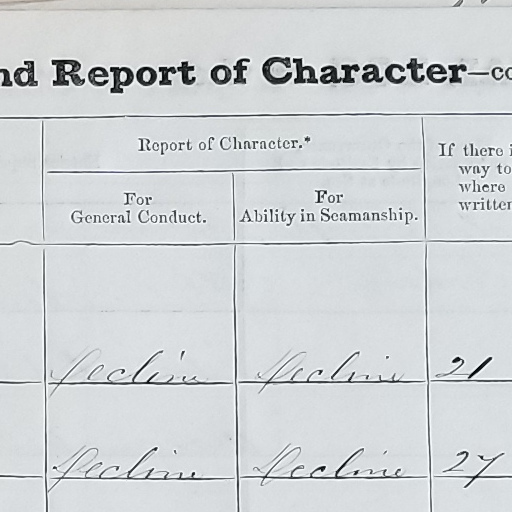 nd Report of Character—co
Report of Character.*
If there i
way to
where
written
For
General Conduct.
For
Ability in Seamanship.
Decline Decline 21
Decline Decline 27